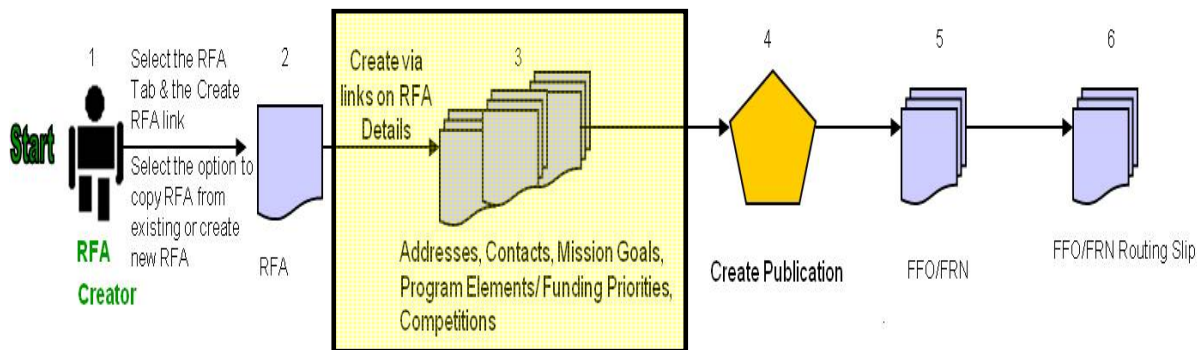 Start
1
RFA
Creator
Select the RFA
Tab & the Create
RFA link
Select the option to
copy RFA from
existing or create
new RFA
2
RFA
Create via
links on RFA
Details
3
Addresses, Contacts, Mission Goals,
Program Elements/ Funding Priorities,
Competitions
4
Create Publication
5
FFO/FRN
6
FFO/FRN Routing Slip